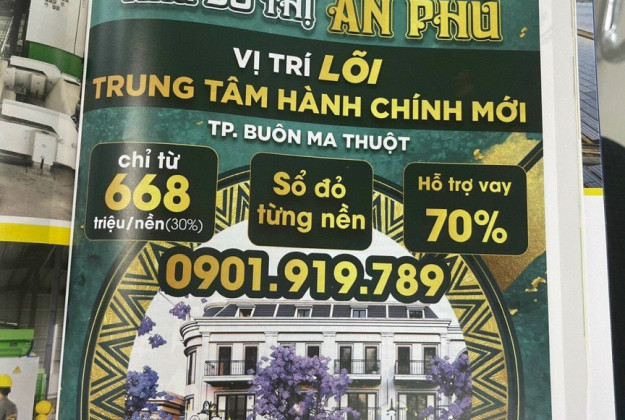 KHU ĐÔ THỊ AN PHÚ
VỊ TRÍ LÕI
TRUNG TÂM HÀNH CHÍNH MỚI
TP. BUÔN MA THUỘT
chỉ từ
668
triệu/nền(30%)
Sổ đỏ
từng nền
Hỗ trợ vay
70%
0901.919.789